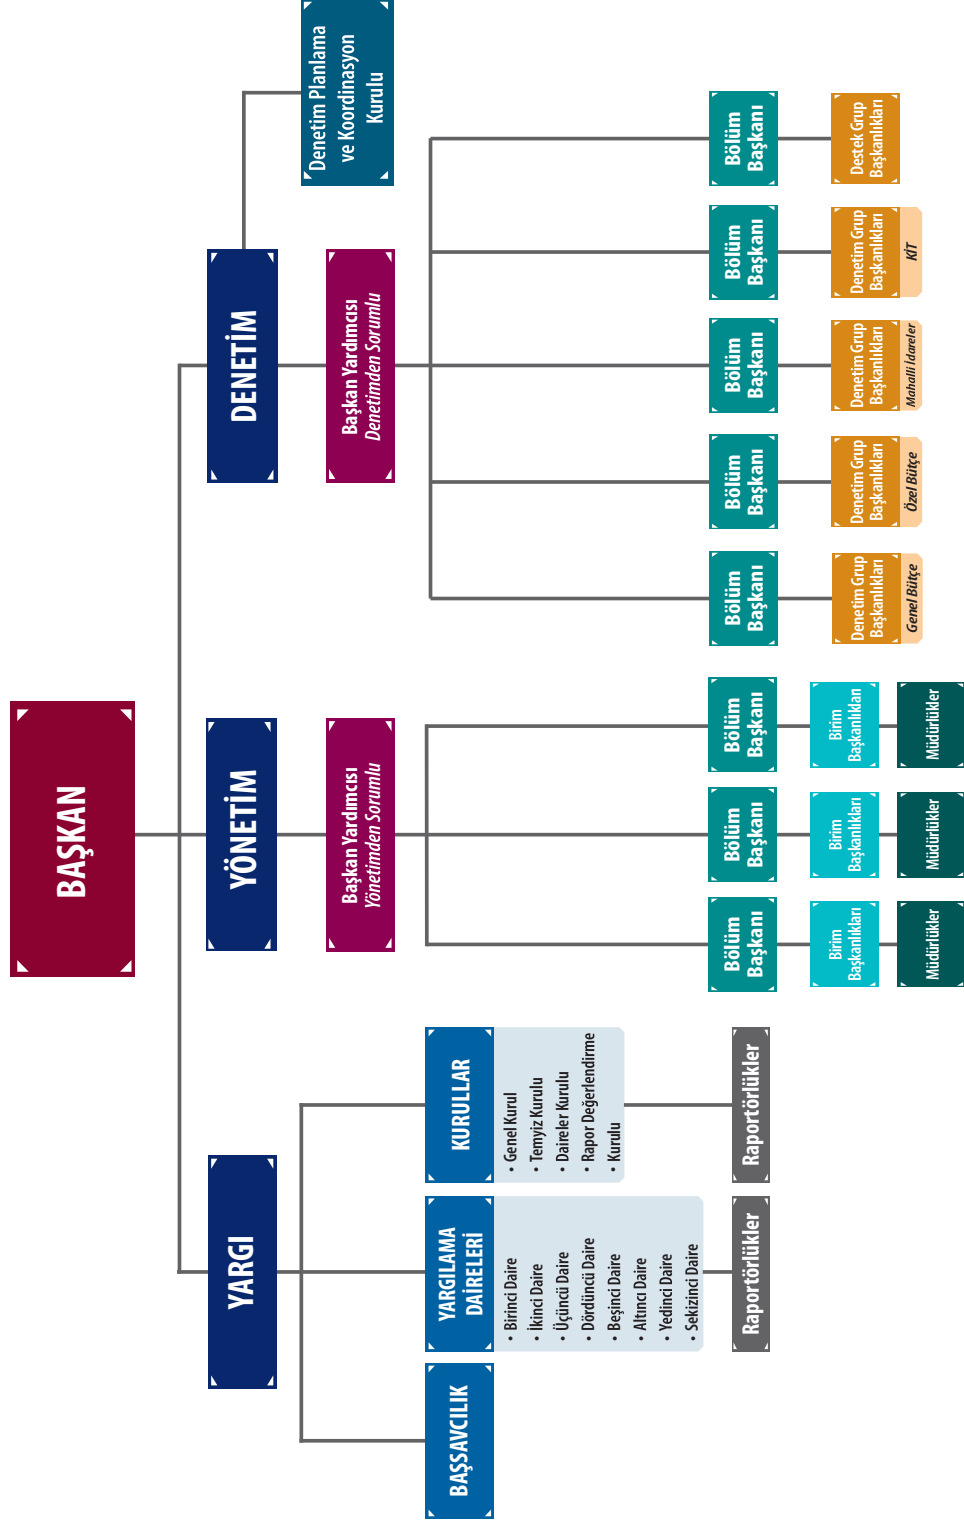 BAŞKAN
YARGI
YÖNETİM
DENETİM
Denetim Planlama
ve Koordinasyon
Kurulu
Başkan Yardımcısı
Yönetimden Sorumlu
Başkan Yardımcısı
Denetimden Sorumlu
BAŞSAVCILIK
YARGILAMA
DAİRELERİ
• Birinci Daire
• İkinci Daire
• Üçüncü Daire
• Dördüncü Daire
• Beşinci Daire
• Altıncı Daire
• Yedinci Daire
• Sekizinci Daire
Raportörlükler
KURULLAR
• Genel Kurul
• Temyiz Kurulu
• Daireler Kurulu
• Rapor Değerlendirme
• Kurulu
Raportörlükler
Bölüm
Başkanı
Birim
Başkanlıkları
Müdürlükler
Bölüm
Başkanı
Birim
Başkanlıkları
Müdürlükler
Bölüm
Başkanı
Birim
Başkanlıkları
Müdürlükler
Bölüm
Başkanı
Denetim Grup
Başkanlıkları
Genel Bütçe
Bölüm
Başkanı
Denetim Grup
Başkanlıkları
Özel Bütçe
Bölüm
Başkanı
Denetim Grup
Başkanlıkları
Mahalli İdareler
Bölüm
Başkanı
Denetim Grup
Başkanlıkları
KİT
Bölüm
Başkanı
Destek Grup
Başkanlıkları